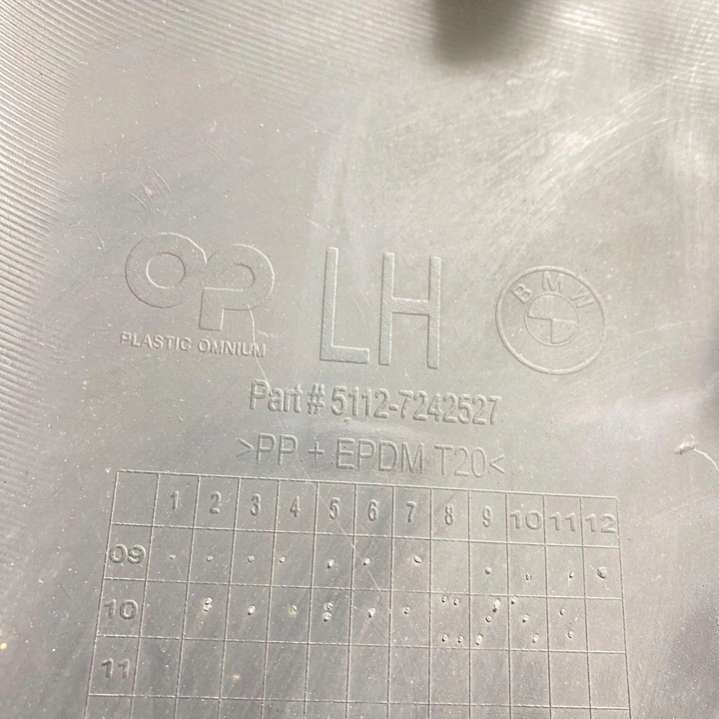 OP
PLASTIC OMNIUM
LH
BMW
Part # 5112-7242527
>PP + EPDM T20<
1 2 3 4 5 6 7 8 9 10 11 12
09
10
11